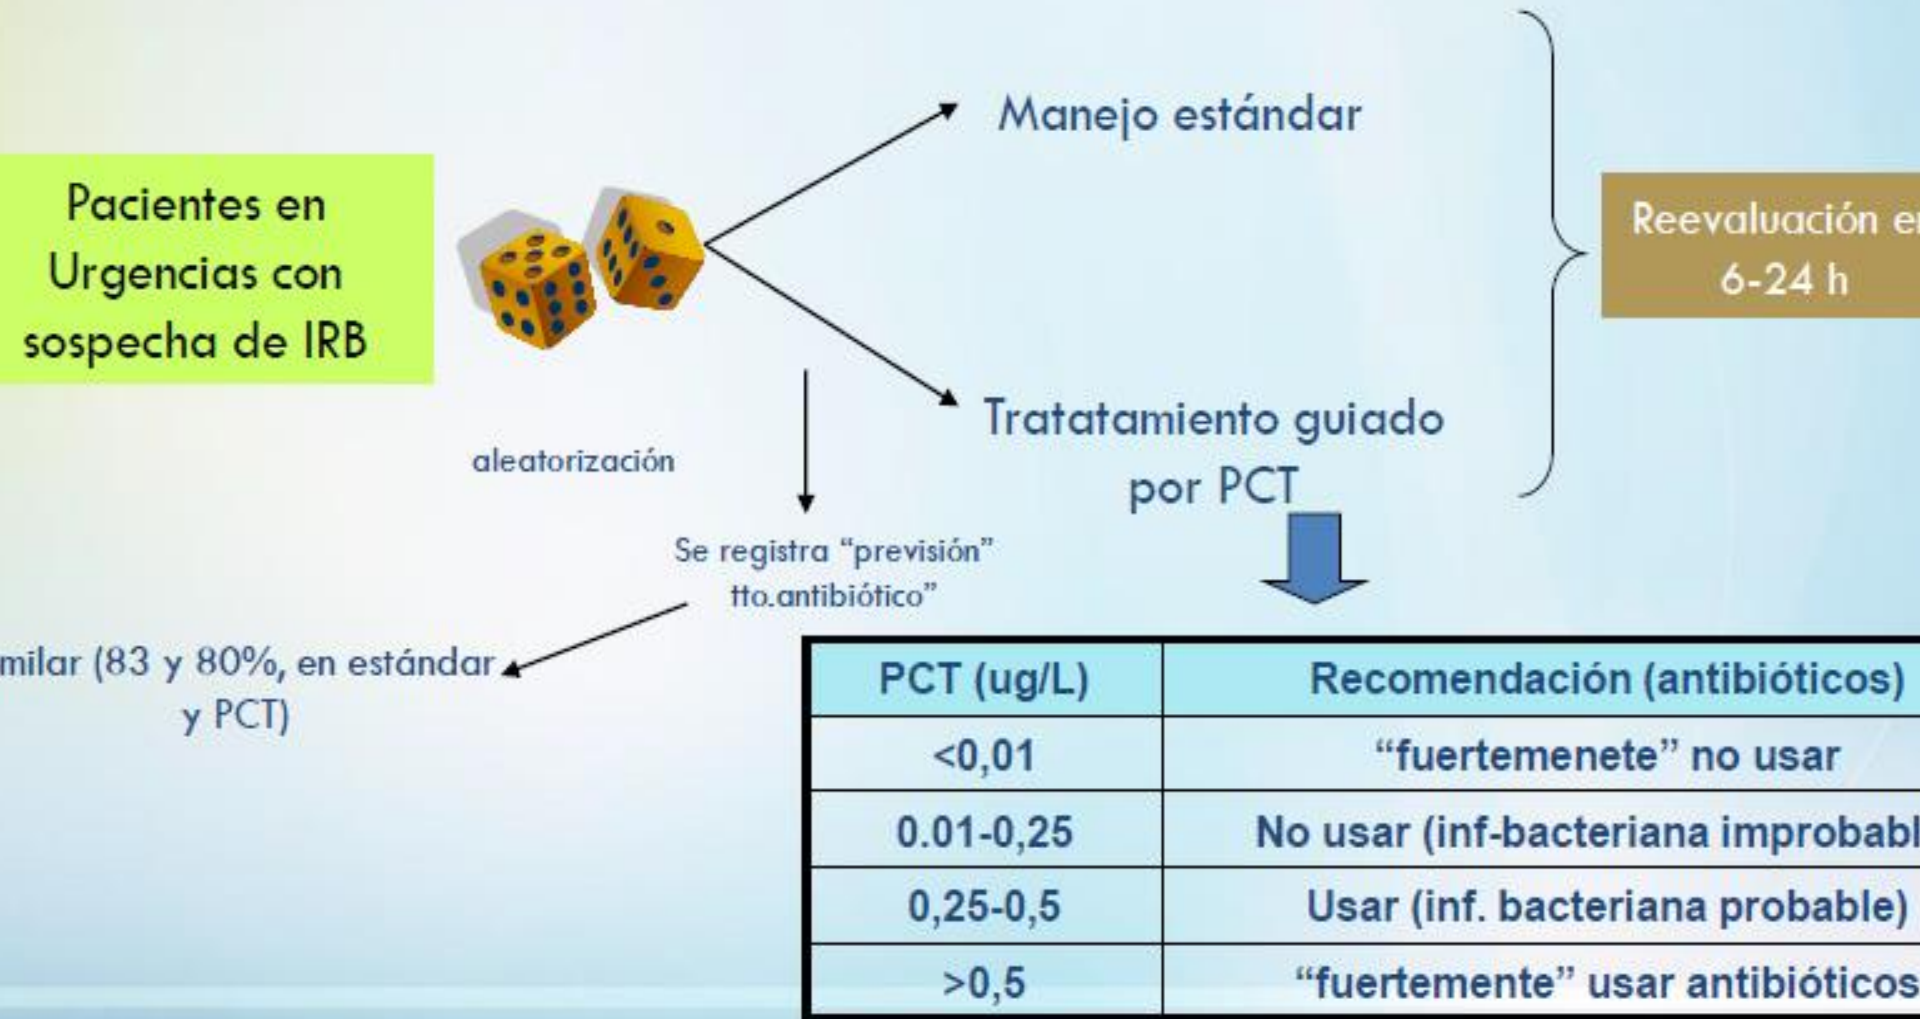 Manejo estándar
Pacientes en
Urgencias con
sospecha de IRB
Reevaluación
6-24 h
aleatorización
Tratatamiento guiado
por PCT
Se registra “previsión”
tto.antibiótico”
(83 y 80%, en estándar
y PCT)
PCT (ug/L) Recomendación (antibióticos)
<0,01 “fuertemenete” no usar
0.01-0,25 No usar (inf-bacteriana
0,25-0,5 Usar (inf. bacteriana probable)
>0,5 “fuertemente” usar antibióticos